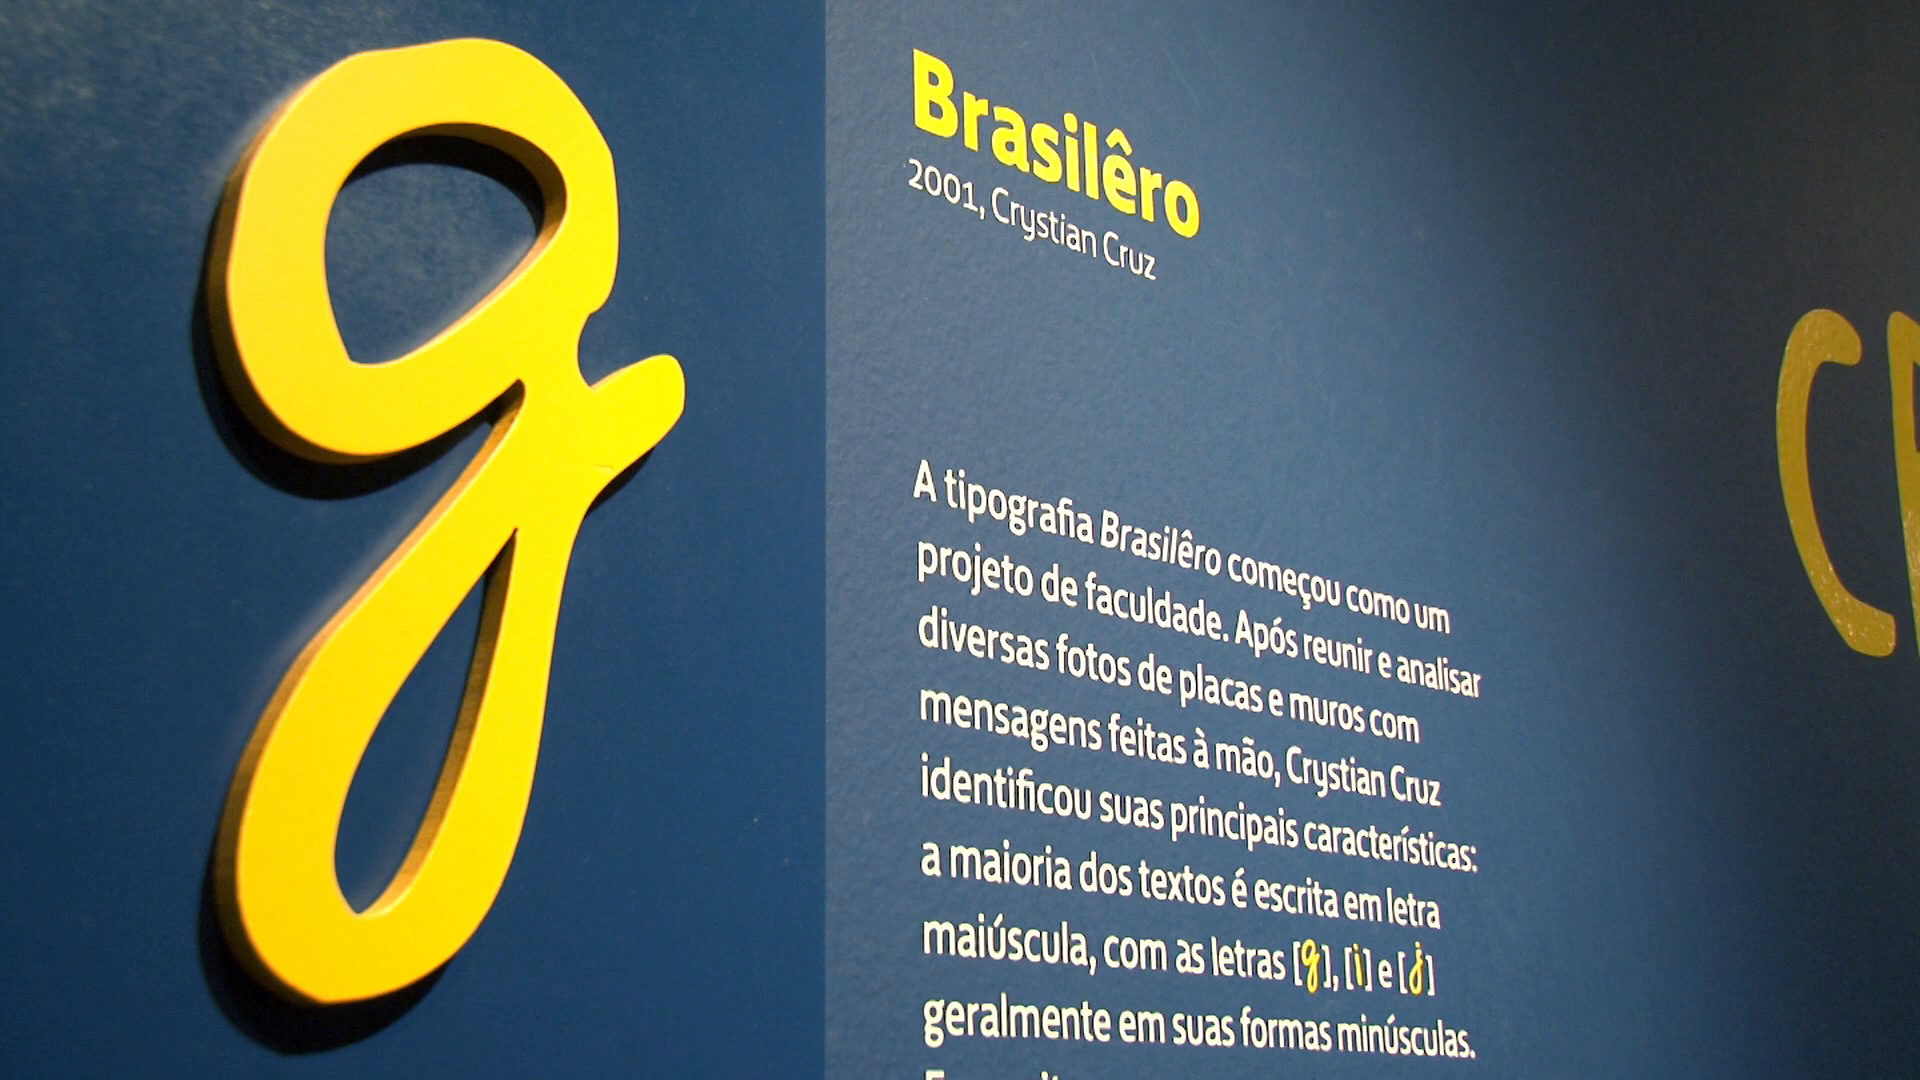 g
Brasilêro
2001, Crystian Cruz
A tipografia Brasilêro começou como um
projeto de faculdade. Após reunir e analisar
diversas fotos de placas e muros com
mensagens feitas à mão, Crystian Cruz
identificou suas principais características:
a maioria dos textos é escrita em letra
maiúscula, com as letras [g], [i] e [j]
geralmente em suas formas minúsculas.